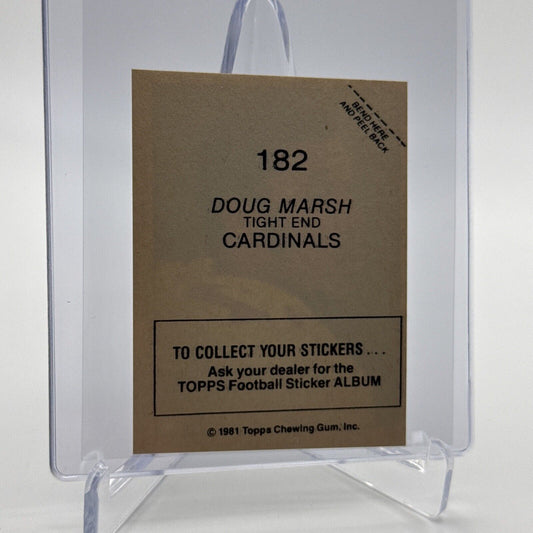 BEND HERE
AND PEEL BACK
182
DOUG MARSH
TIGHT END
CARDINALS
TO COLLECT YOUR STICKERS...
Ask your dealer for the
TOPPS Football Sticker ALBUM
© 1981 Topps Chewing Gum, Inc.